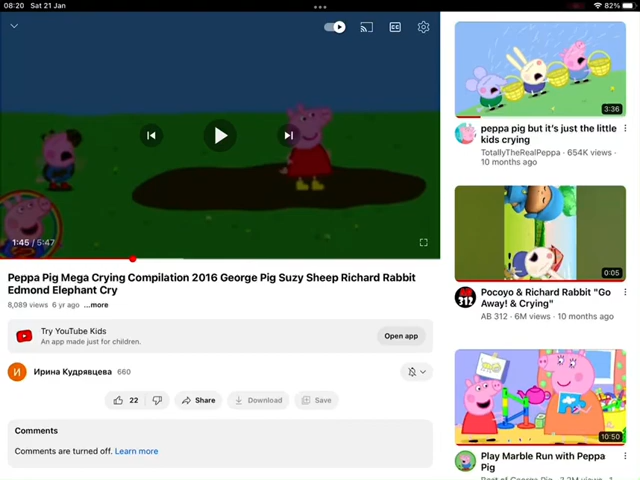 08:20 Sat 21 Jan
82%
CC
1:45 / 5:47
Peppa Pig Mega Crying Compilation 2016 George Pig Suzy Sheep Richard Rabbit
Edmond Elephant Cry
8,089 views 6 yr ago ...more
Try YouTube Kids
An app made just for children.
Open app
И
Ирина Кудрявцева 660
22
Share
Download
Save
Comments
Comments are turned off. Learn more
3:36
peppa pig but it's just the little
kids crying
TotallyTheRealPeppa · 654K views ·
10 months ago
0:05
AB
312
Pocoyo & Richard Rabbit "Go
Away! & Crying"
AB 312 · 6M views · 10 months ago
10:50
Play Marble Run with Peppa
Pig